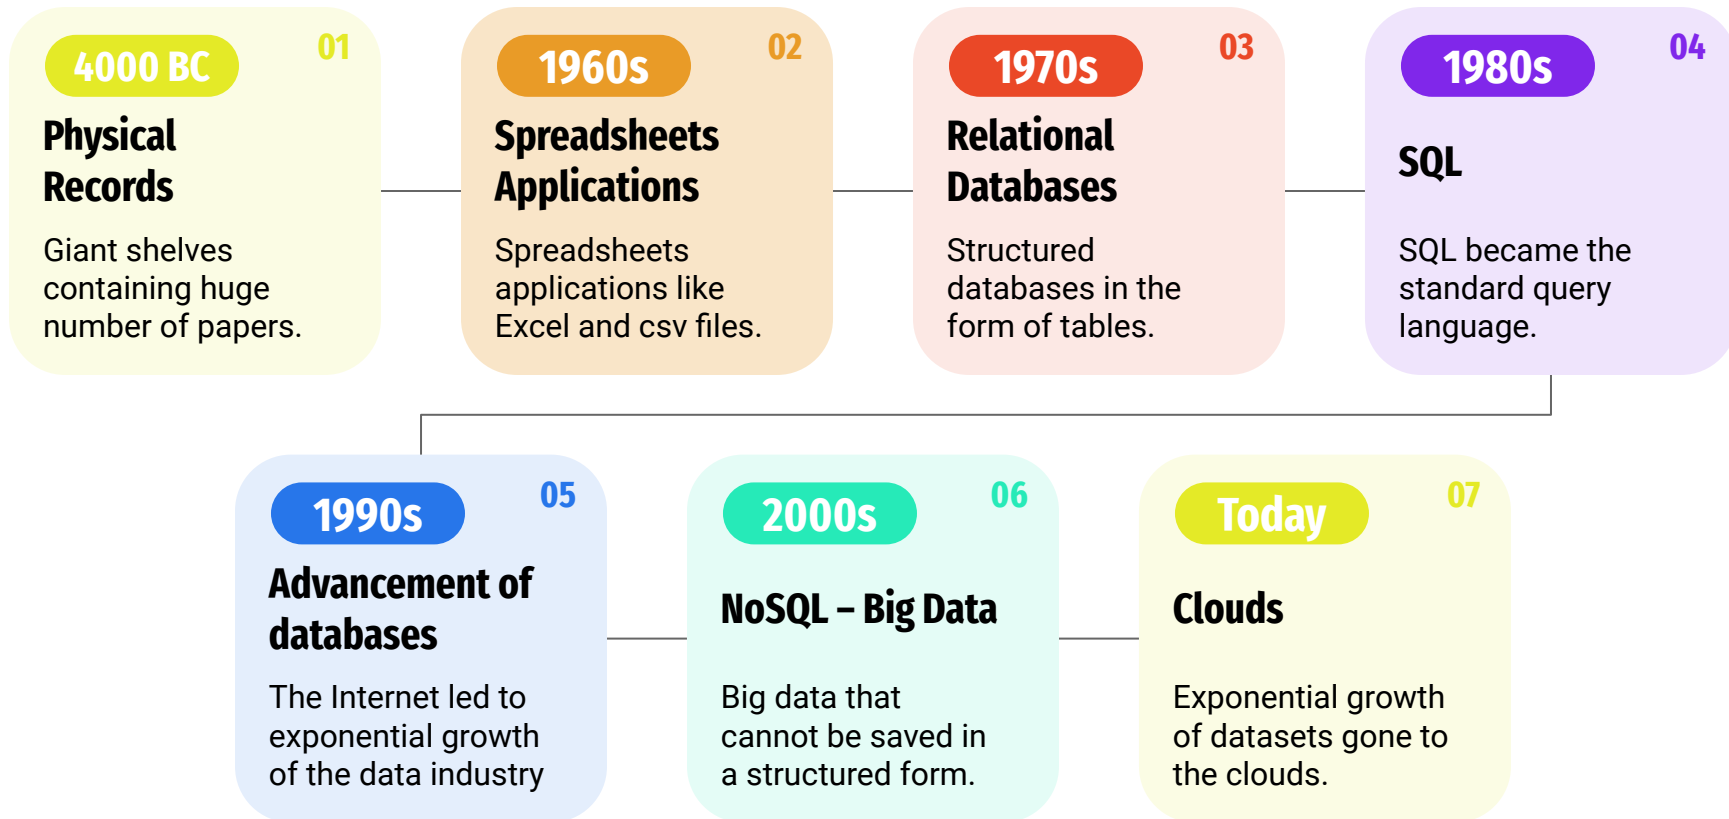 4000 BC
01
Physical
Records
Giant shelves
containing huge
number of papers.
1960s
02
Spreadsheets
Applications
Spreadsheets
applications like
Excel and csv files.
1970s
03
Relational
Databases
Structured
databases in the
form of tables.
1980s
04
SQL
SQL became the
standard query
language.
1990s
05
Advancement of
databases
The Internet led to
exponential growth
of the data industry
2000s
06
NoSQL – Big Data
Big data that
cannot be saved in
a structured form.
Today
07
Clouds
Exponential growth
of datasets gone to
the clouds.